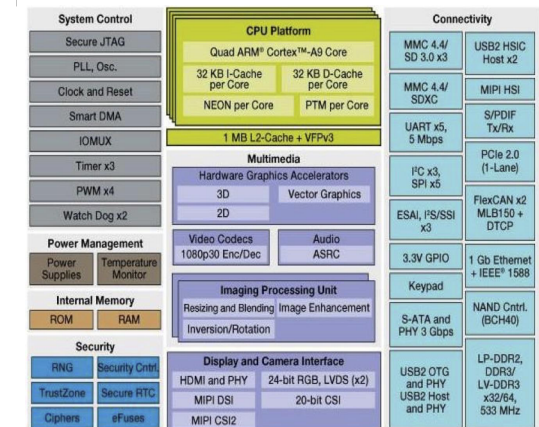 System Control
Secure JTAG
PLL, Osc.
Clock and Reset
Smart DMA
IOMUX
Timer x3
PWM x4
Watch Dog x2
Power Management
Power
Supplies
Temperature
Monitor
Internal Memory
ROM
RAM
Security
RNG
Security Cntrl.
TrustZone
Secure RTC
Ciphers
eFuses
CPU Platform
Quad ARM® Cortex™-A9 Core
32 KB I-Cache
per Core
32 KB D-Cache
per Core
NEON per Core
PTM per Core
1 MB L2-Cache + VFPv3
Multimedia
Hardware Graphics Accelerators
3D
Vector Graphics
2D
Video Codecs
1080p30 Enc/Dec
Audio
ASRC
Imaging Processing Unit
Resizing and Blending
Image Enhancement
Inversion/Rotation
Display and Camera Interface
HDMI and PHY
24-bit RGB, LVDS (x2)
MIPI DSI
20-bit CSI
MIPI CSI2
Connectivity
MMC 4.4/
SD 3.0 x3
MMC 4.4/
SDXC
UART x5,
5 Mbps
I²C x3,
SPI x5
ESAI, I²S/SSI
x3
3.3V GPIO
Keypad
S-ATA and
PHY 3 Gbps
USB2 OTG
and PHY
USB2 Host
and PHY
USB2 HSIC
Host x2
MIPI HSI
S/PDIF
Tx/Rx
PCIe 2.0
(1-Lane)
FlexCAN x2
MLB150 +
DTCP
1 Gb Ethernet
+ IEEE® 1588
NAND Cntrl.
(BCH40)
LP-DDR2,
DDR3/
LV-DDR3
x32/64,
533 MHz